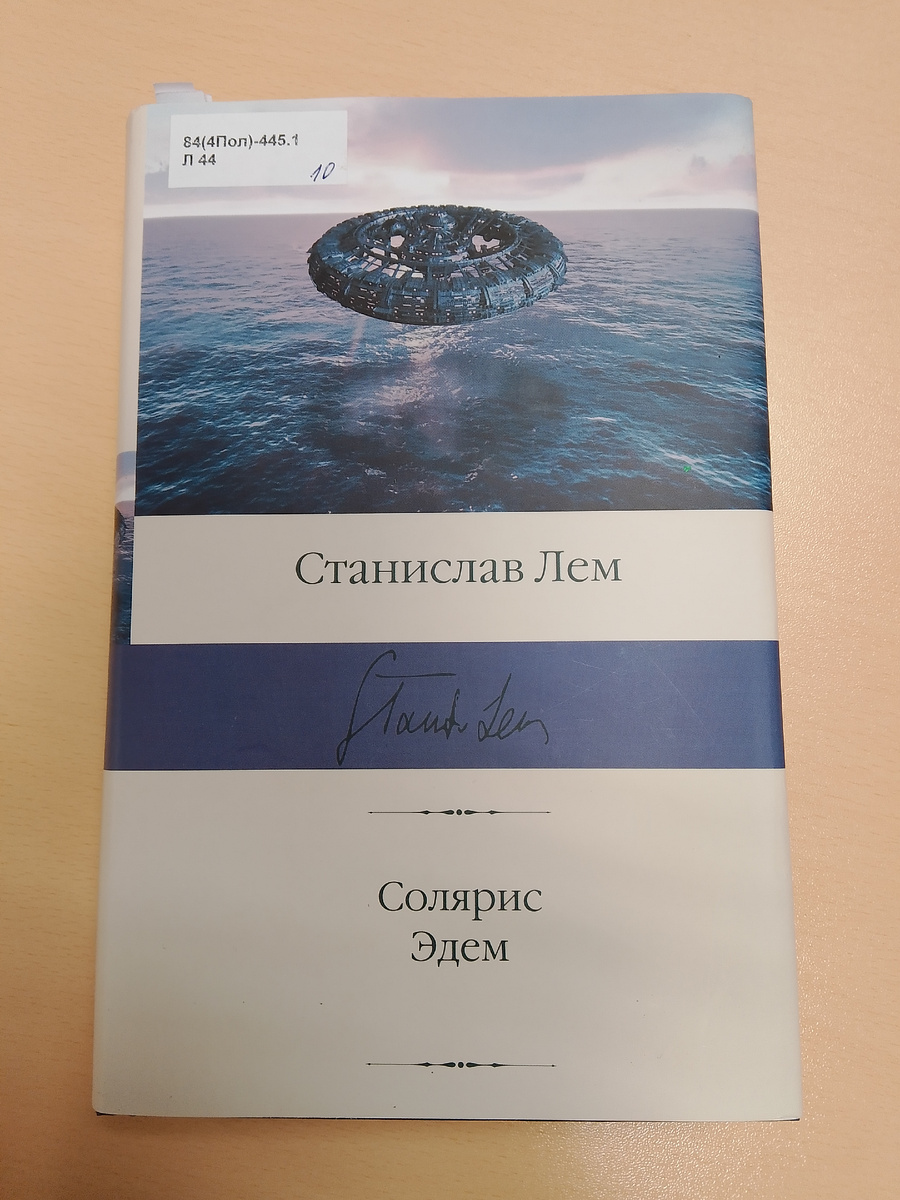 84(4Пол)-445.1
Л 44
10
Станислав Лем
Солярис
Эдем